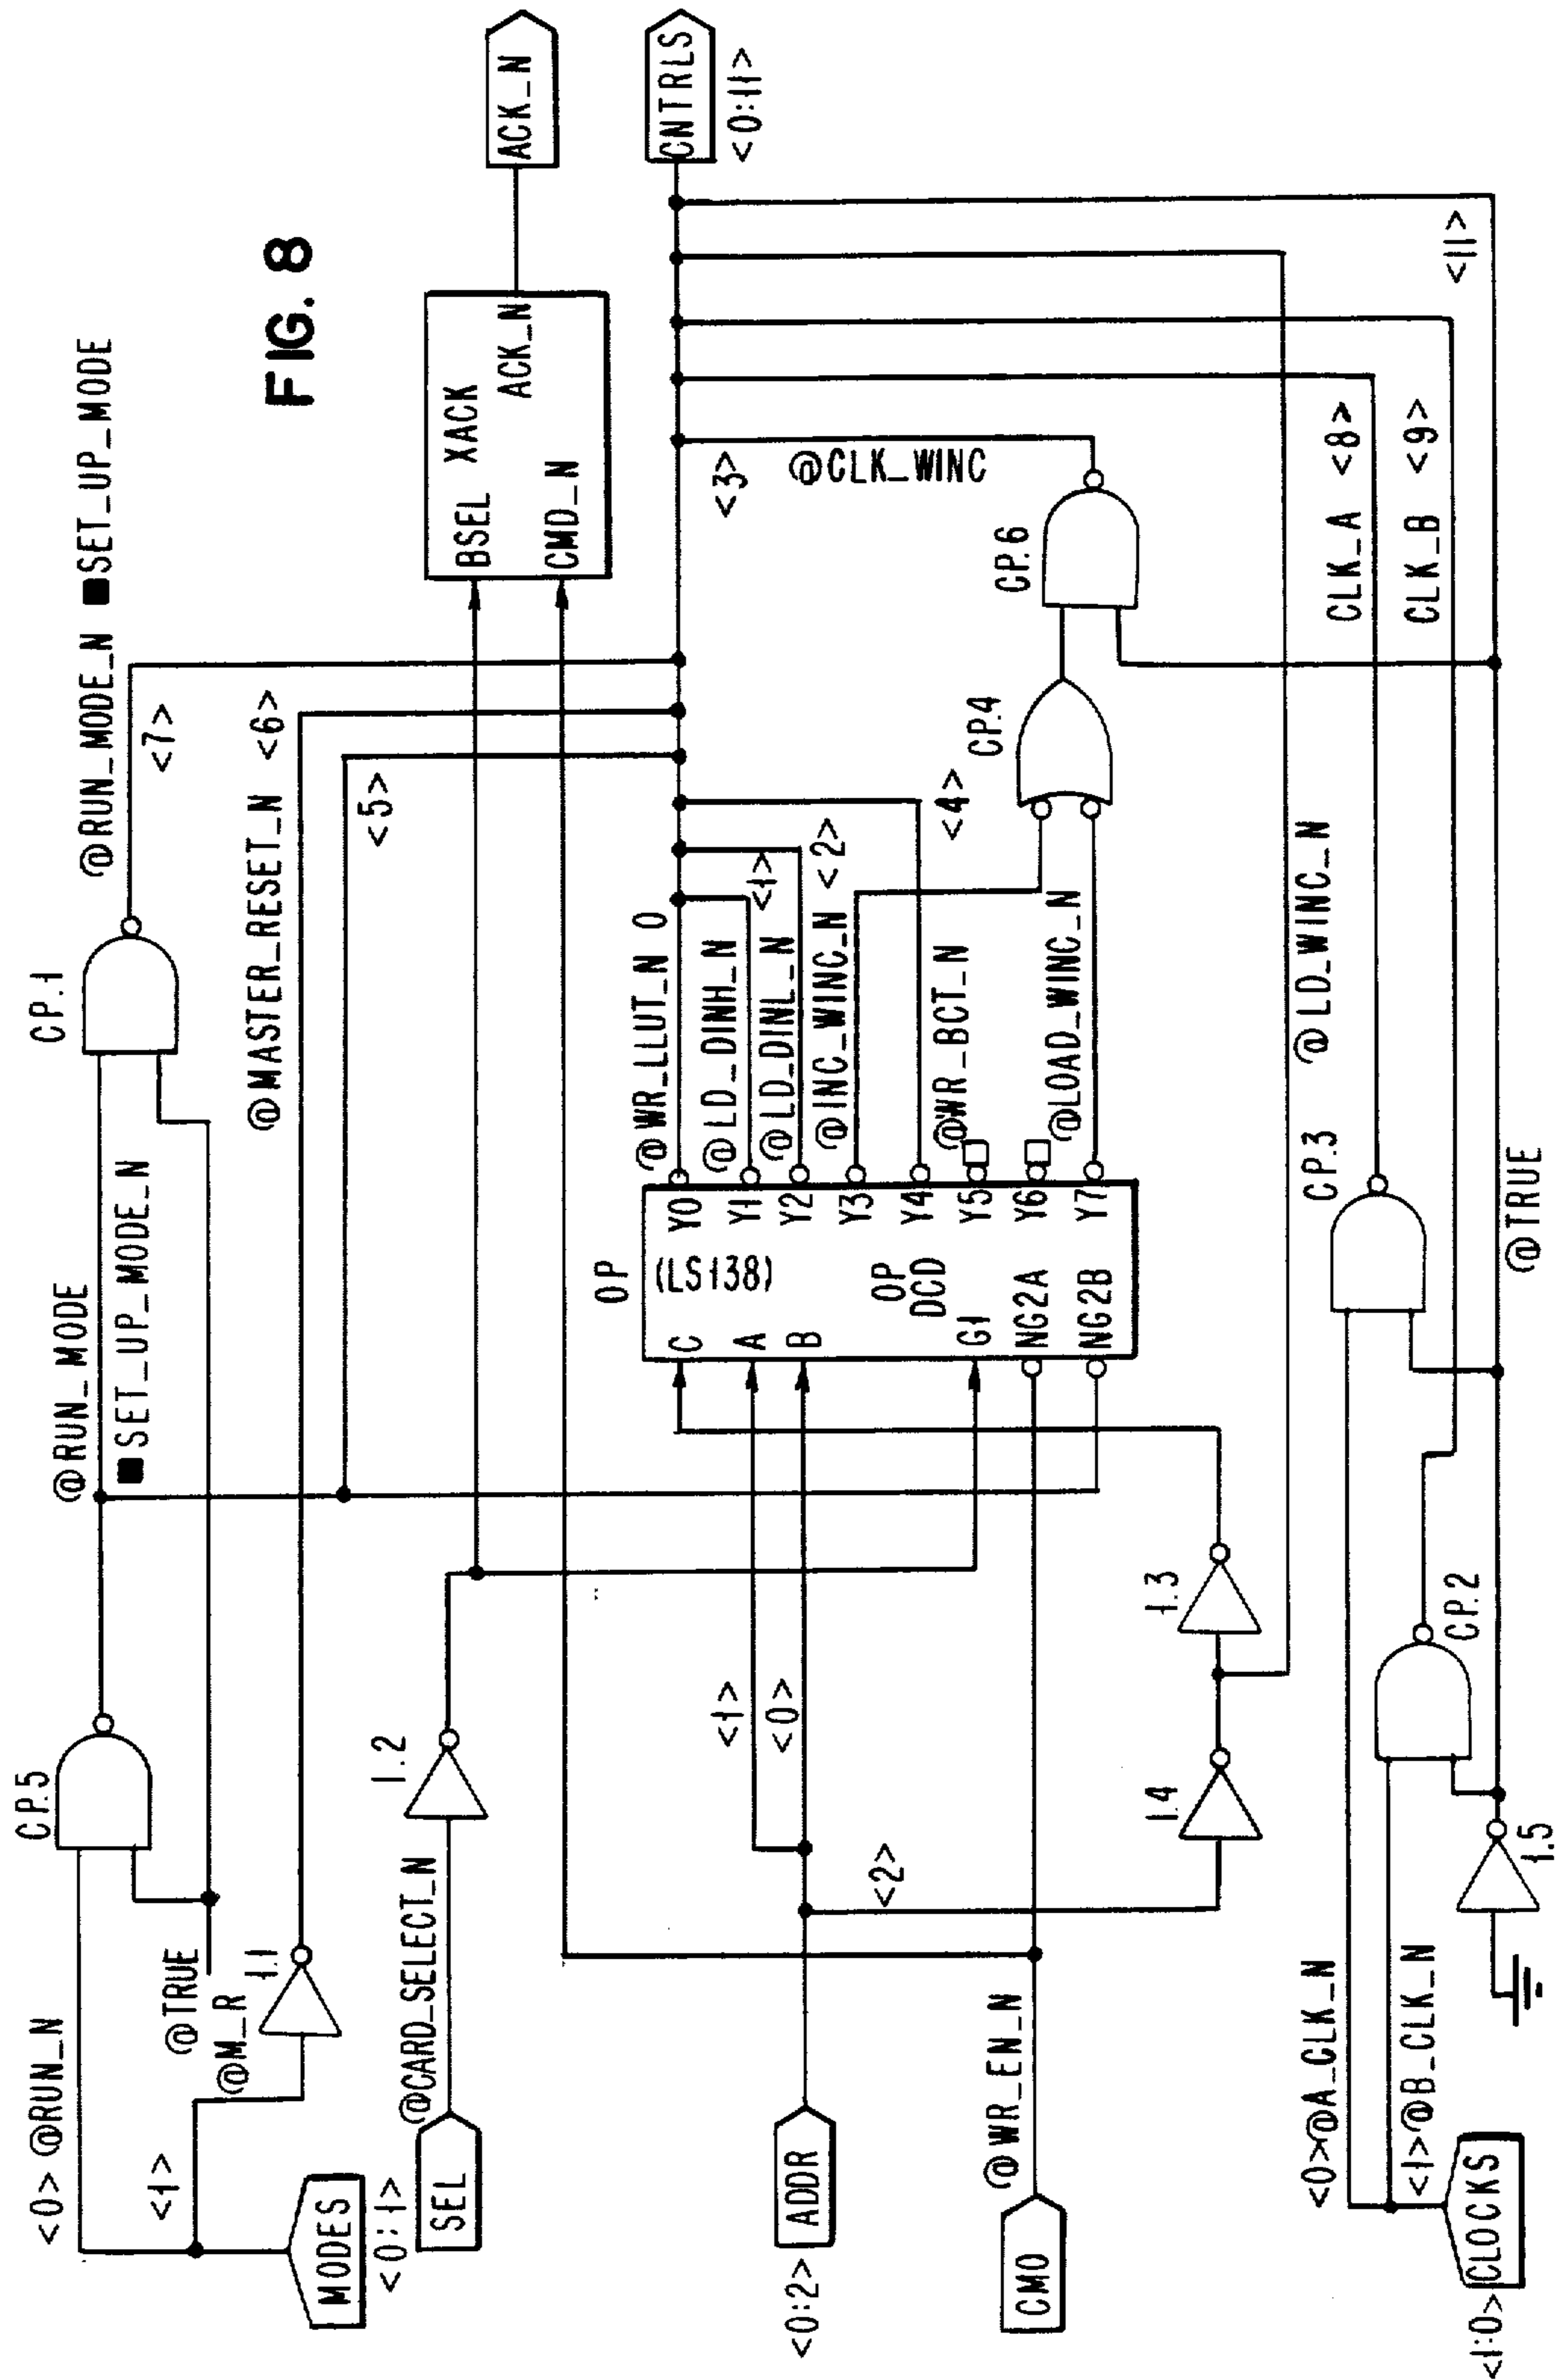 FIG. 8
<0> @RUN_N
<1>
MODES
<0:1>
@TRUE
@M_R
1.1
CP.5
@RUN_MODE
■SET_UP_MODE_N
CP.1
@RUN_MODE_N ■SET_UP_MODE
<7>
@MASTER_RESET_N <6>
<5>
SEL
@CARD_SELECT_N
1.2
BSEL XACK
CMD_N
ACK_N
ACK_N
CNTRLS
<0:11>
ADDR
<0:2>
<1>
<0>
<2>
CMO
@WR_EN_N
1.4
1.3
OP
(LS138)
OP
DCD
C
A
B
G1
NG2A
NG2B
Y0
Y1
Y2
Y3
Y4
Y5
Y6
Y7
@WR_LLUT_N 0
@LD_DINH_N
<1>
@LD_DINL_N
<2>
@INC_WINC_N
<4>
@WR_BCT_N
@LOAD_WINC_N
CP.4
CP.6
<3>
@CLK_WINC
@LD_WINC_N
CLOCKS
<1:0>
<0>@A_CLK_N
<1>@B_CLK_N
1.5
CP.2
CP.3
@TRUE
CLK_A <8>
CLK_B <9>
<11>